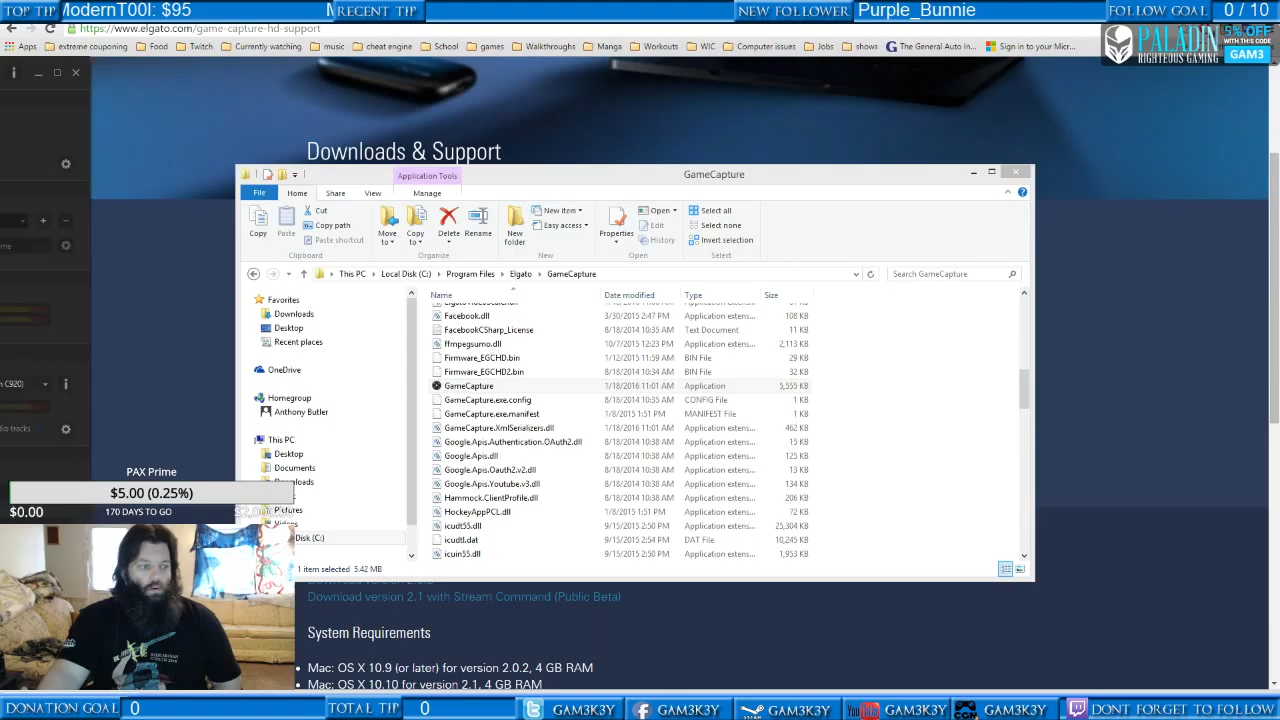 TOP TIP
ModernT00l: $95
RECENT TIP
NEW FOLLOWER
Purple_Bunnie
FOLLOW GOAL
0 / 10
https://www.elgato.com/game-capture-hd-support
Apps
extreme couponing
Food
Twitch
Currently watching
music
cheat engine
School
games
Walkthroughs
Manga
Workouts
WIC
Computer issues
Jobs
shows
The General Auto In...
Sign in to your Micr...
PALADIN
RIGHTEOUS GAMING
5% OFF
WITH THIS CODE
GAM3
Downloads & Support
Application Tools
GameCapture
File
Home
Share
View
Manage
Copy
Paste
Cut
Copy path
Paste shortcut
Clipboard
Move to
Copy to
Delete
Rename
Organize
New folder
New item
Easy access
New
Properties
Open
Edit
History
Open
Select all
Select none
Invert selection
Select
This PC
Local Disk (C:)
Program Files
Elgato
GameCapture
Search GameCapture
Favorites
Downloads
Desktop
Recent places
OneDrive
Homegroup
Anthony Butler
This PC
Desktop
Documents
Downloads
Pictures
Disk (C:)
Name Date modified Type Size
Facebook.dll 3/30/2015 2:47 PM Application extens... 108 KB
FacebookCSharp_License 8/18/2014 10:35 AM Text Document 11 KB
ffmpegsumo.dll 10/7/2015 12:23 PM Application extens... 2,113 KB
Firmware_EGCHD.bin 1/12/2015 11:59 AM BIN File 29 KB
Firmware_EGCHD2.bin 8/18/2014 10:34 AM BIN File 32 KB
GameCapture 1/18/2016 11:01 AM Application 5,555 KB
GameCapture.exe.config 8/18/2014 10:35 AM CONFIG File 1 KB
GameCapture.exe.manifest 1/8/2015 1:51 PM MANIFEST File 1 KB
GameCapture.XmlSerializers.dll 1/18/2016 11:01 AM Application extens... 462 KB
Google.Apis.Authentication.OAuth2.dll 8/18/2014 10:38 AM Application extens... 15 KB
Google.Apis.dll 8/18/2014 10:38 AM Application extens... 125 KB
Google.Apis.Oauth2.v2.dll 8/18/2014 10:38 AM Application extens... 13 KB
Google.Apis.Youtube.v3.dll 8/18/2014 10:38 AM Application extens... 134 KB
Hammock.ClientProfile.dll 8/18/2014 10:38 AM Application extens... 206 KB
HockeyAppPCL.dll 1/8/2015 1:51 PM Application extens... 72 KB
icudt55.dll 9/15/2015 2:50 PM Application extens... 25,304 KB
icudtl.dat 9/15/2015 2:54 PM DAT File 10,245 KB
icuin55.dll 9/15/2015 2:50 PM Application extens... 1,953 KB
1 item selected 5.42 MB
C920)
PAX Prime
$5.00 (0.25%)
$0.00
170 DAYS TO GO
Download version 2.1 with Stream Command (Public Beta)
System Requirements
Mac: OS X 10.9 (or later) for version 2.0.2, 4 GB RAM
Mac: OS X 10.10 for version 2.1, 4 GB RAM
DONATION GOAL
0
TOTAL TIP
0
GAM3K3Y
GAM3K3Y
STEAM
GAM3K3Y
YouTube
GAM3K3Y
GAM3K3Y
DONT FORGET TO FOLLOW